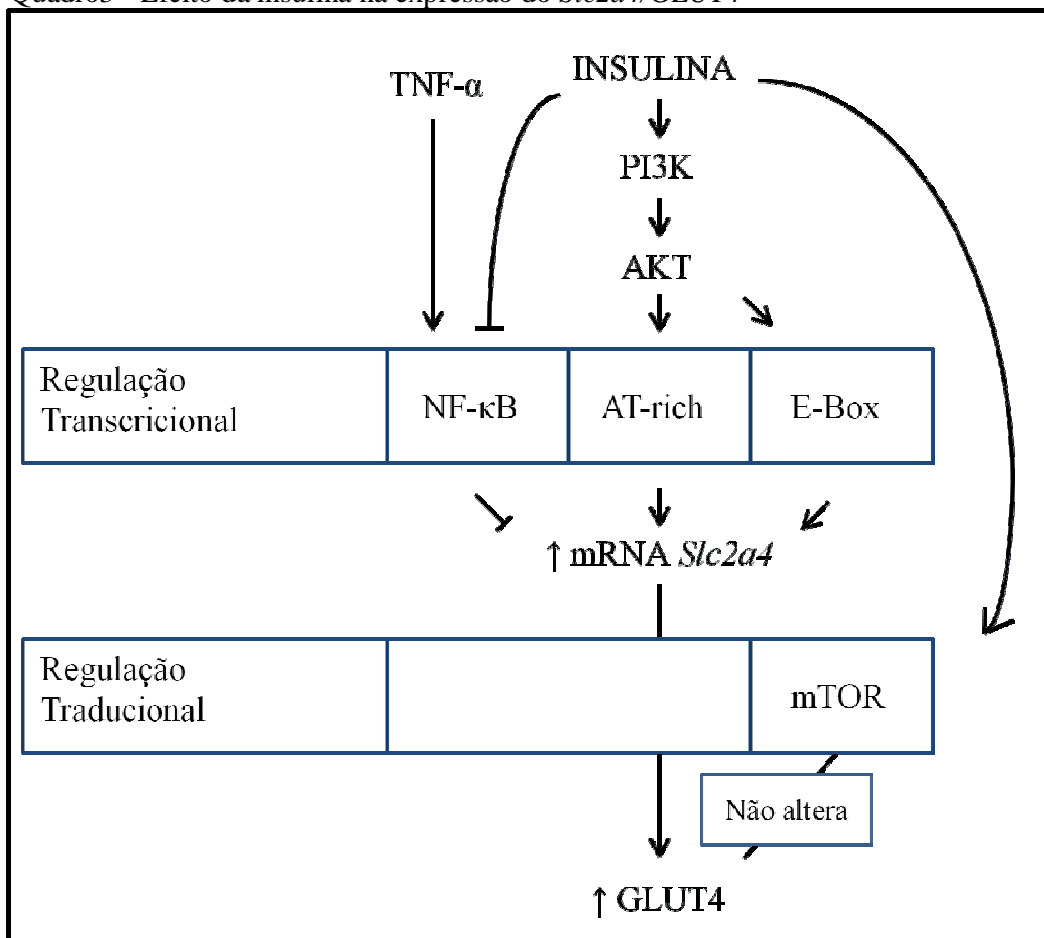 TNF-α
INSULINA
PI3K
AKT
Regulação
Transcricional
NF-κB
AT-rich
E-Box
↑ mRNA Slc2a4
Regulação
Traducional
mTOR
Não altera
↑ GLUT4